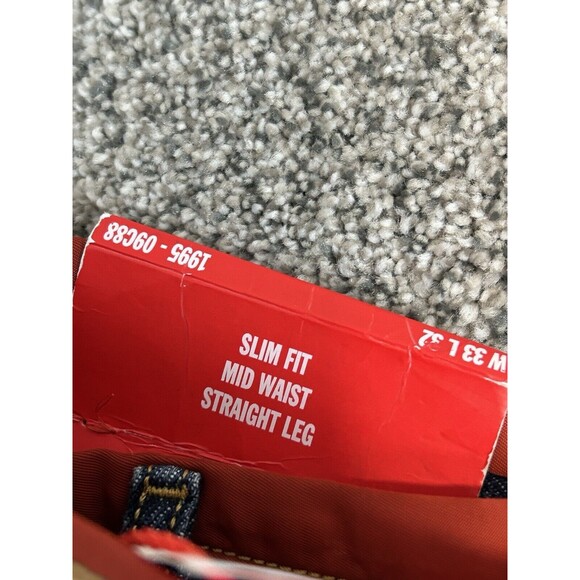 1995 - 09C88
W 33 L 32
SLIM FIT
MID WAIST
STRAIGHT LEG